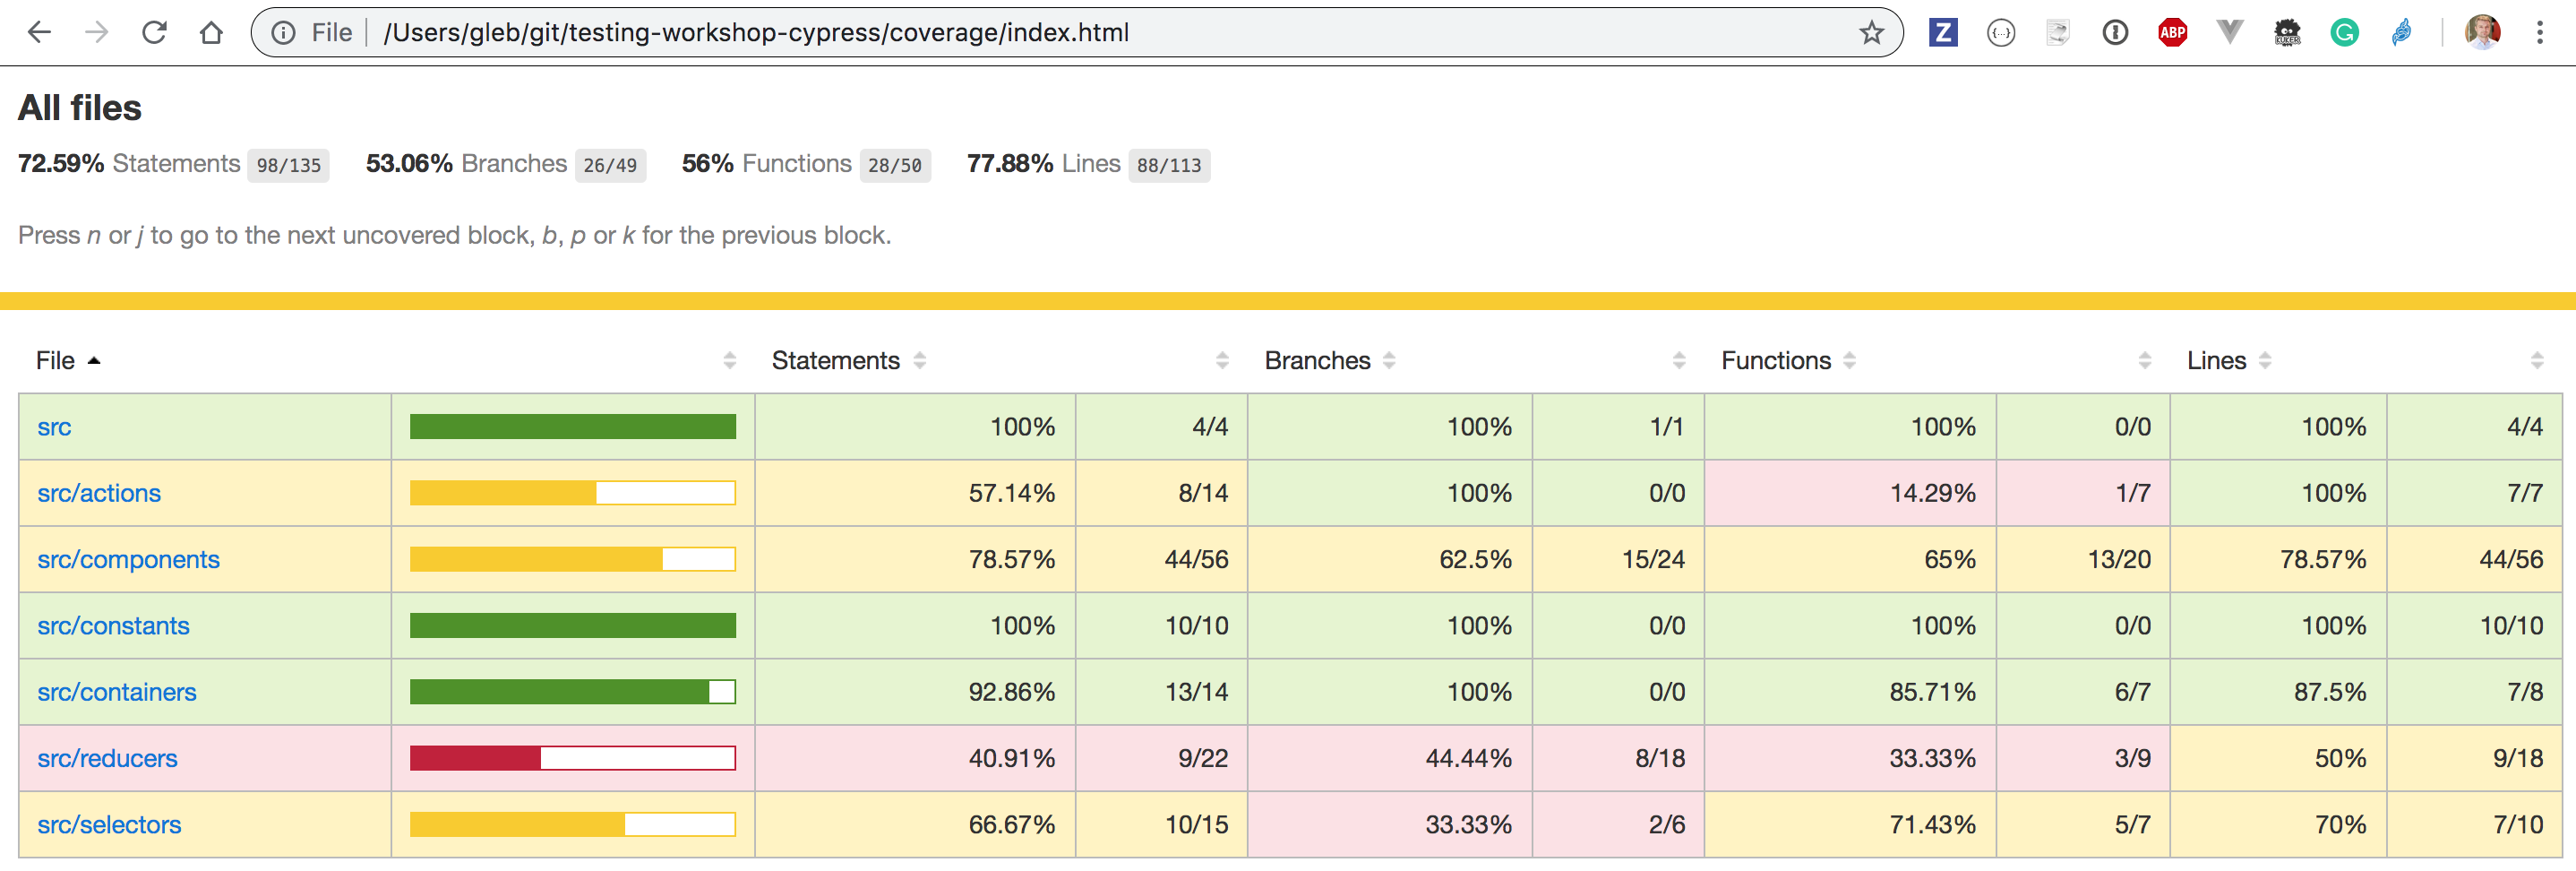 File /Users/gleb/git/testing-workshop-cypress/coverage/index.html Z {...} ABP KUKER G
All files
72.59% Statements 98/135 53.06% Branches 26/49 56% Functions 28/50 77.88% Lines 88/113
Press n or j to go to the next uncovered block, b, p or k for the previous block.
File Statements Branches Functions Lines
src 100% 4/4 100% 1/1 100% 0/0 100% 4/4
src/actions 57.14% 8/14 100% 0/0 14.29% 1/7 100% 7/7
src/components 78.57% 44/56 62.5% 15/24 65% 13/20 78.57% 44/56
src/constants 100% 10/10 100% 0/0 100% 0/0 100% 10/10
src/containers 92.86% 13/14 100% 0/0 85.71% 6/7 87.5% 7/8
src/reducers 40.91% 9/22 44.44% 8/18 33.33% 3/9 50% 9/18
src/selectors 66.67% 10/15 33.33% 2/6 71.43% 5/7 70% 7/10